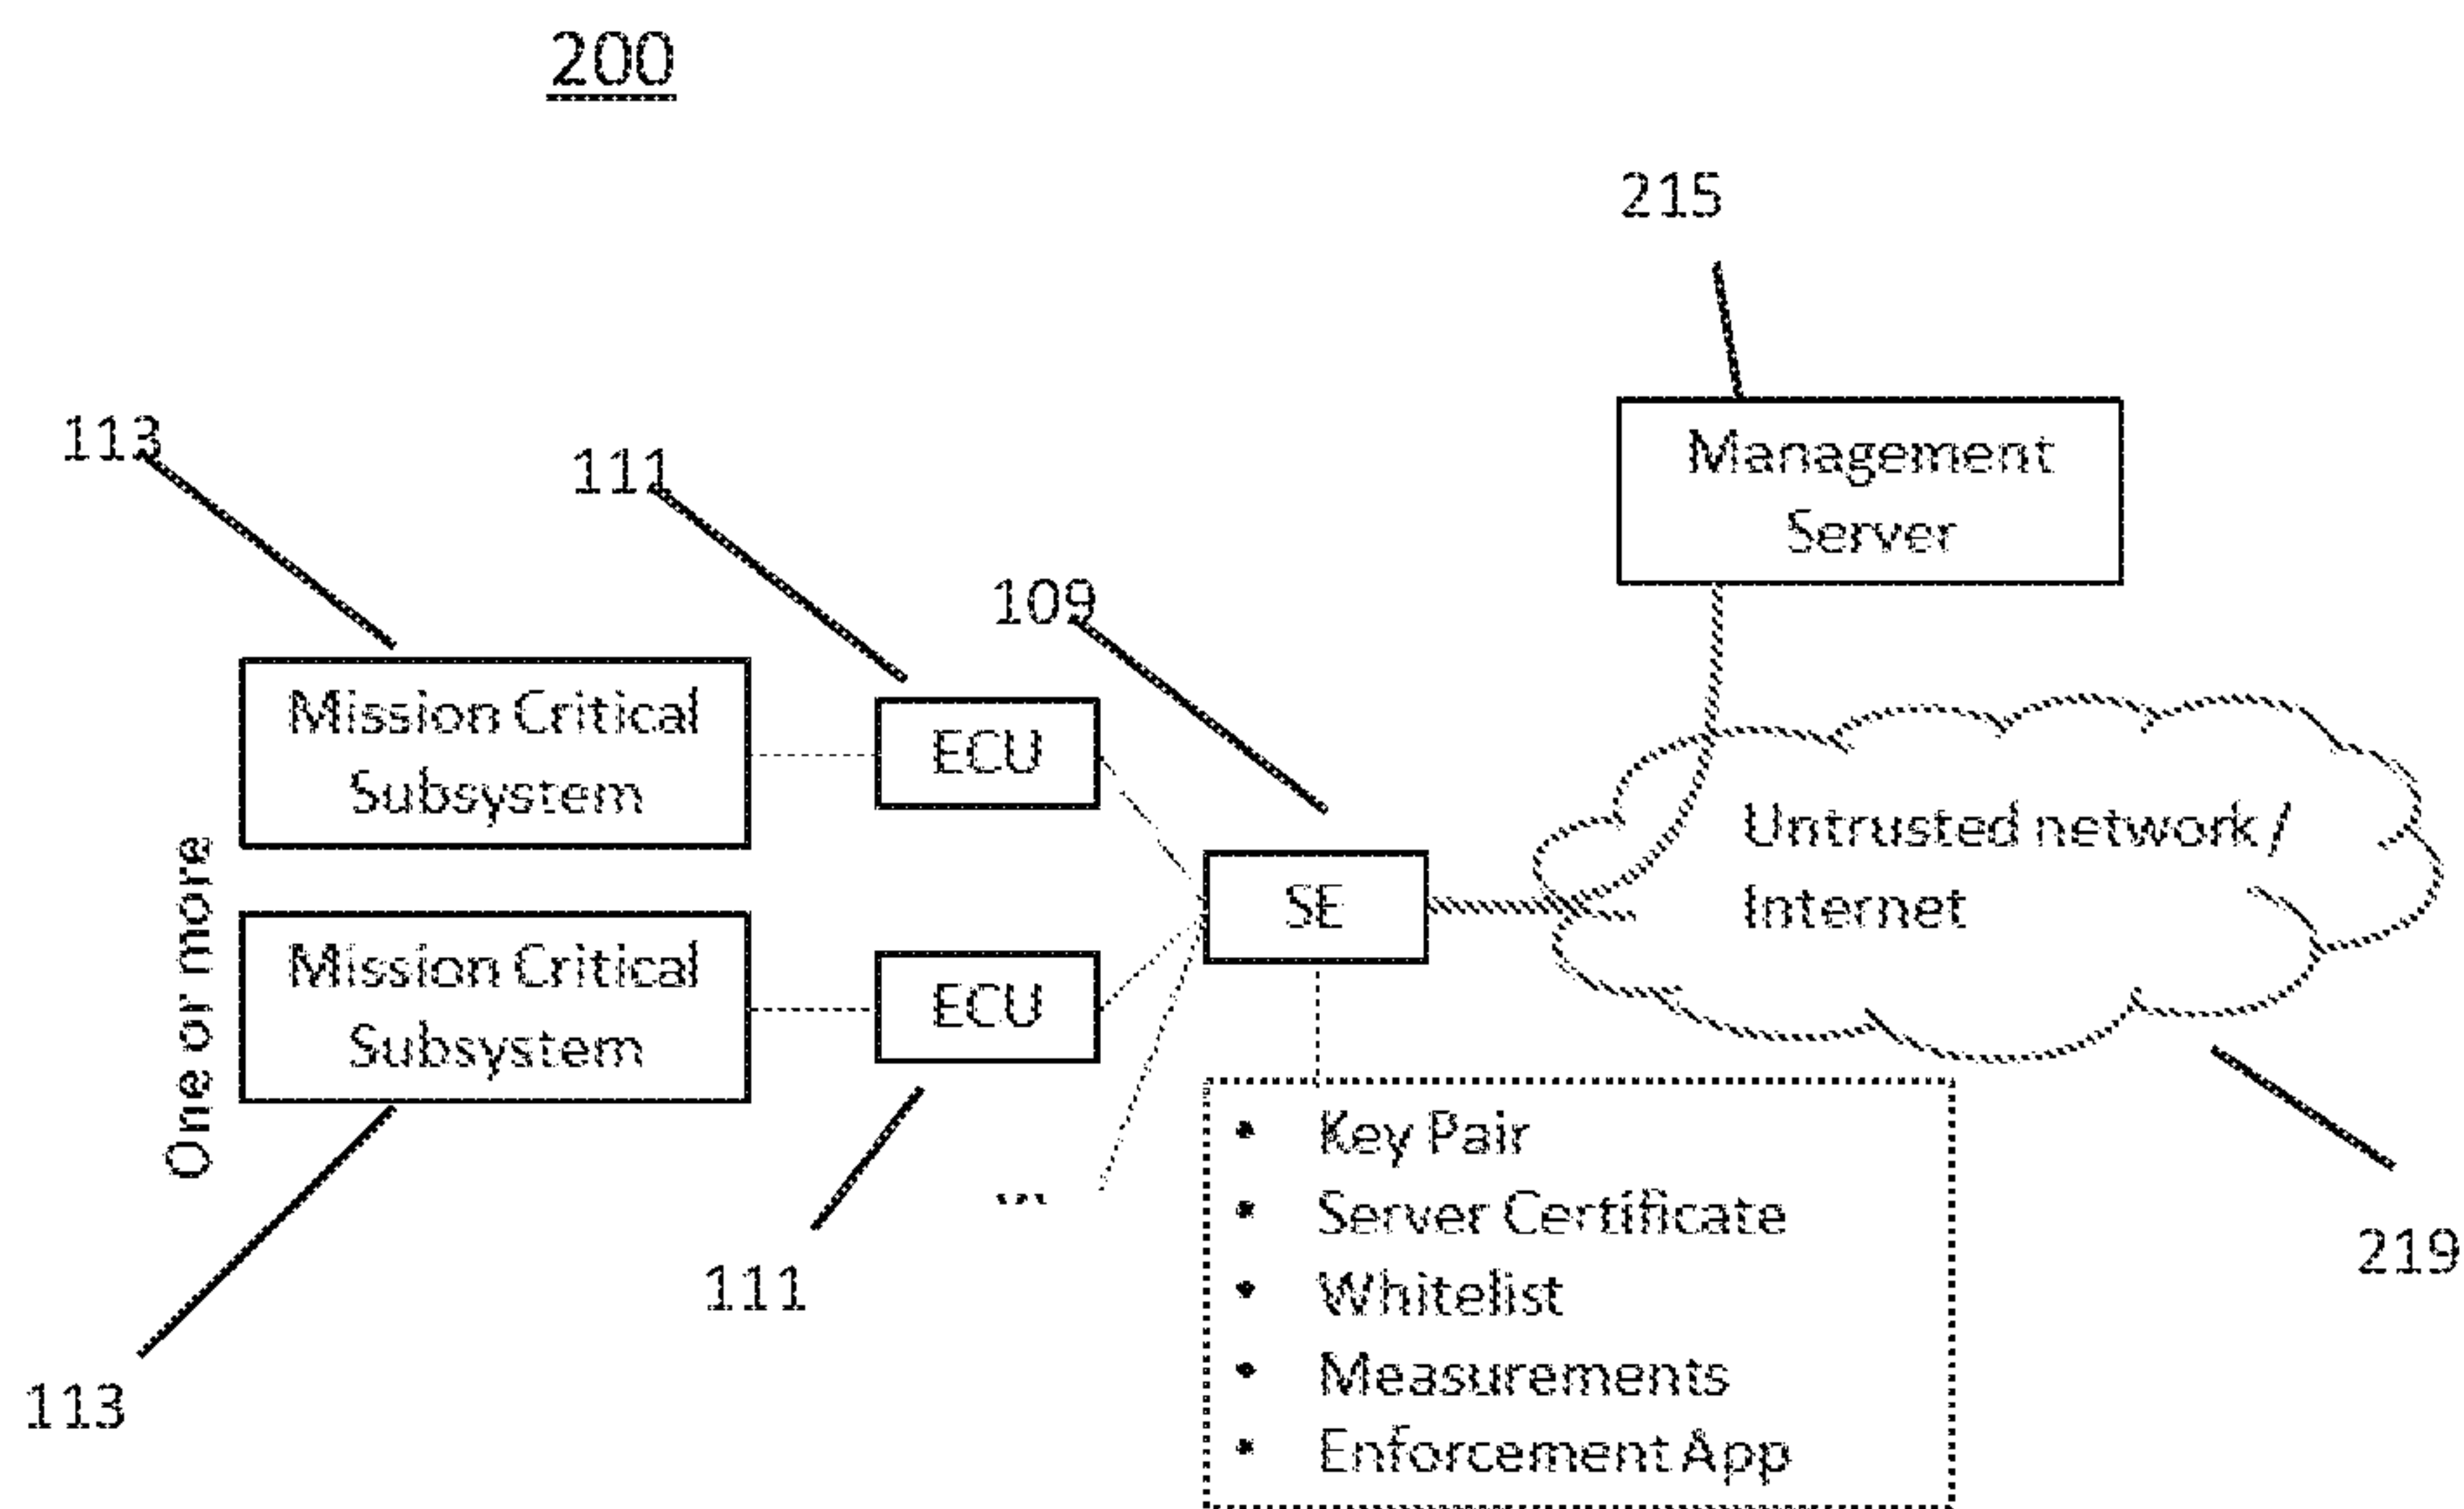 200
215
113
111
109
Management
Server
Mission Critical
Subsystem
ECU
Untrusted network /
Internet
SE
One or more
Mission Critical
Subsystem
ECU
...
• Key Pair
• Server Certificate
• Whitelist
• Measurements
• Enforcement App
111
219
113